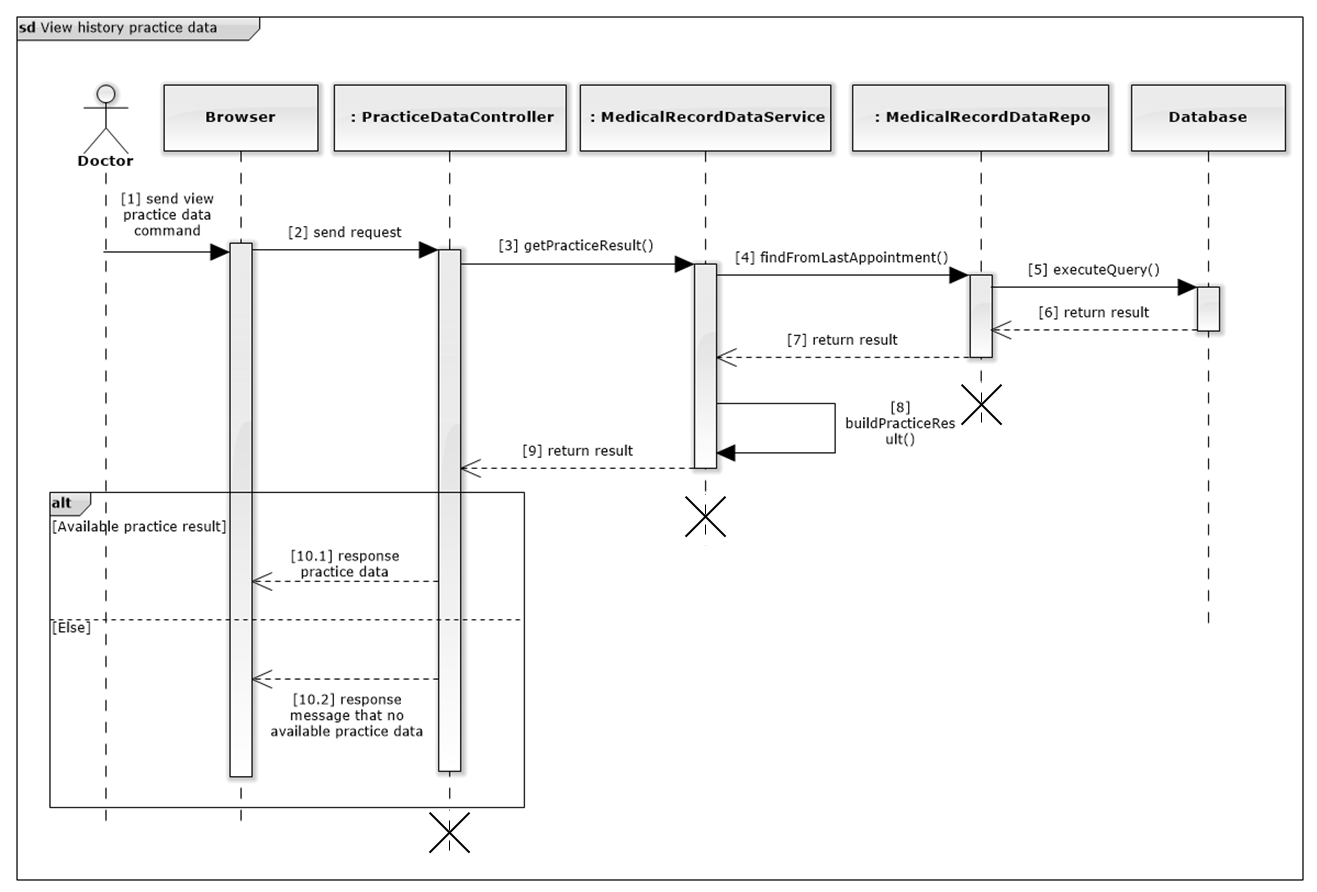 sd View history practice data
Doctor
Browser
: PracticeDataController
: MedicalRecordDataService
: MedicalRecordDataRepo
Database
[1] send view
practice data
command
[2] send request
[3] getPracticeResult()
[4] findFromLastAppointment()
[5] executeQuery()
[6] return result
[7] return result
[8]
buildPracticeRes
ult()
[9] return result
alt
[Available practice result]
[10.1] response
practice data
[Else]
[10.2] response
message that no
available practice data